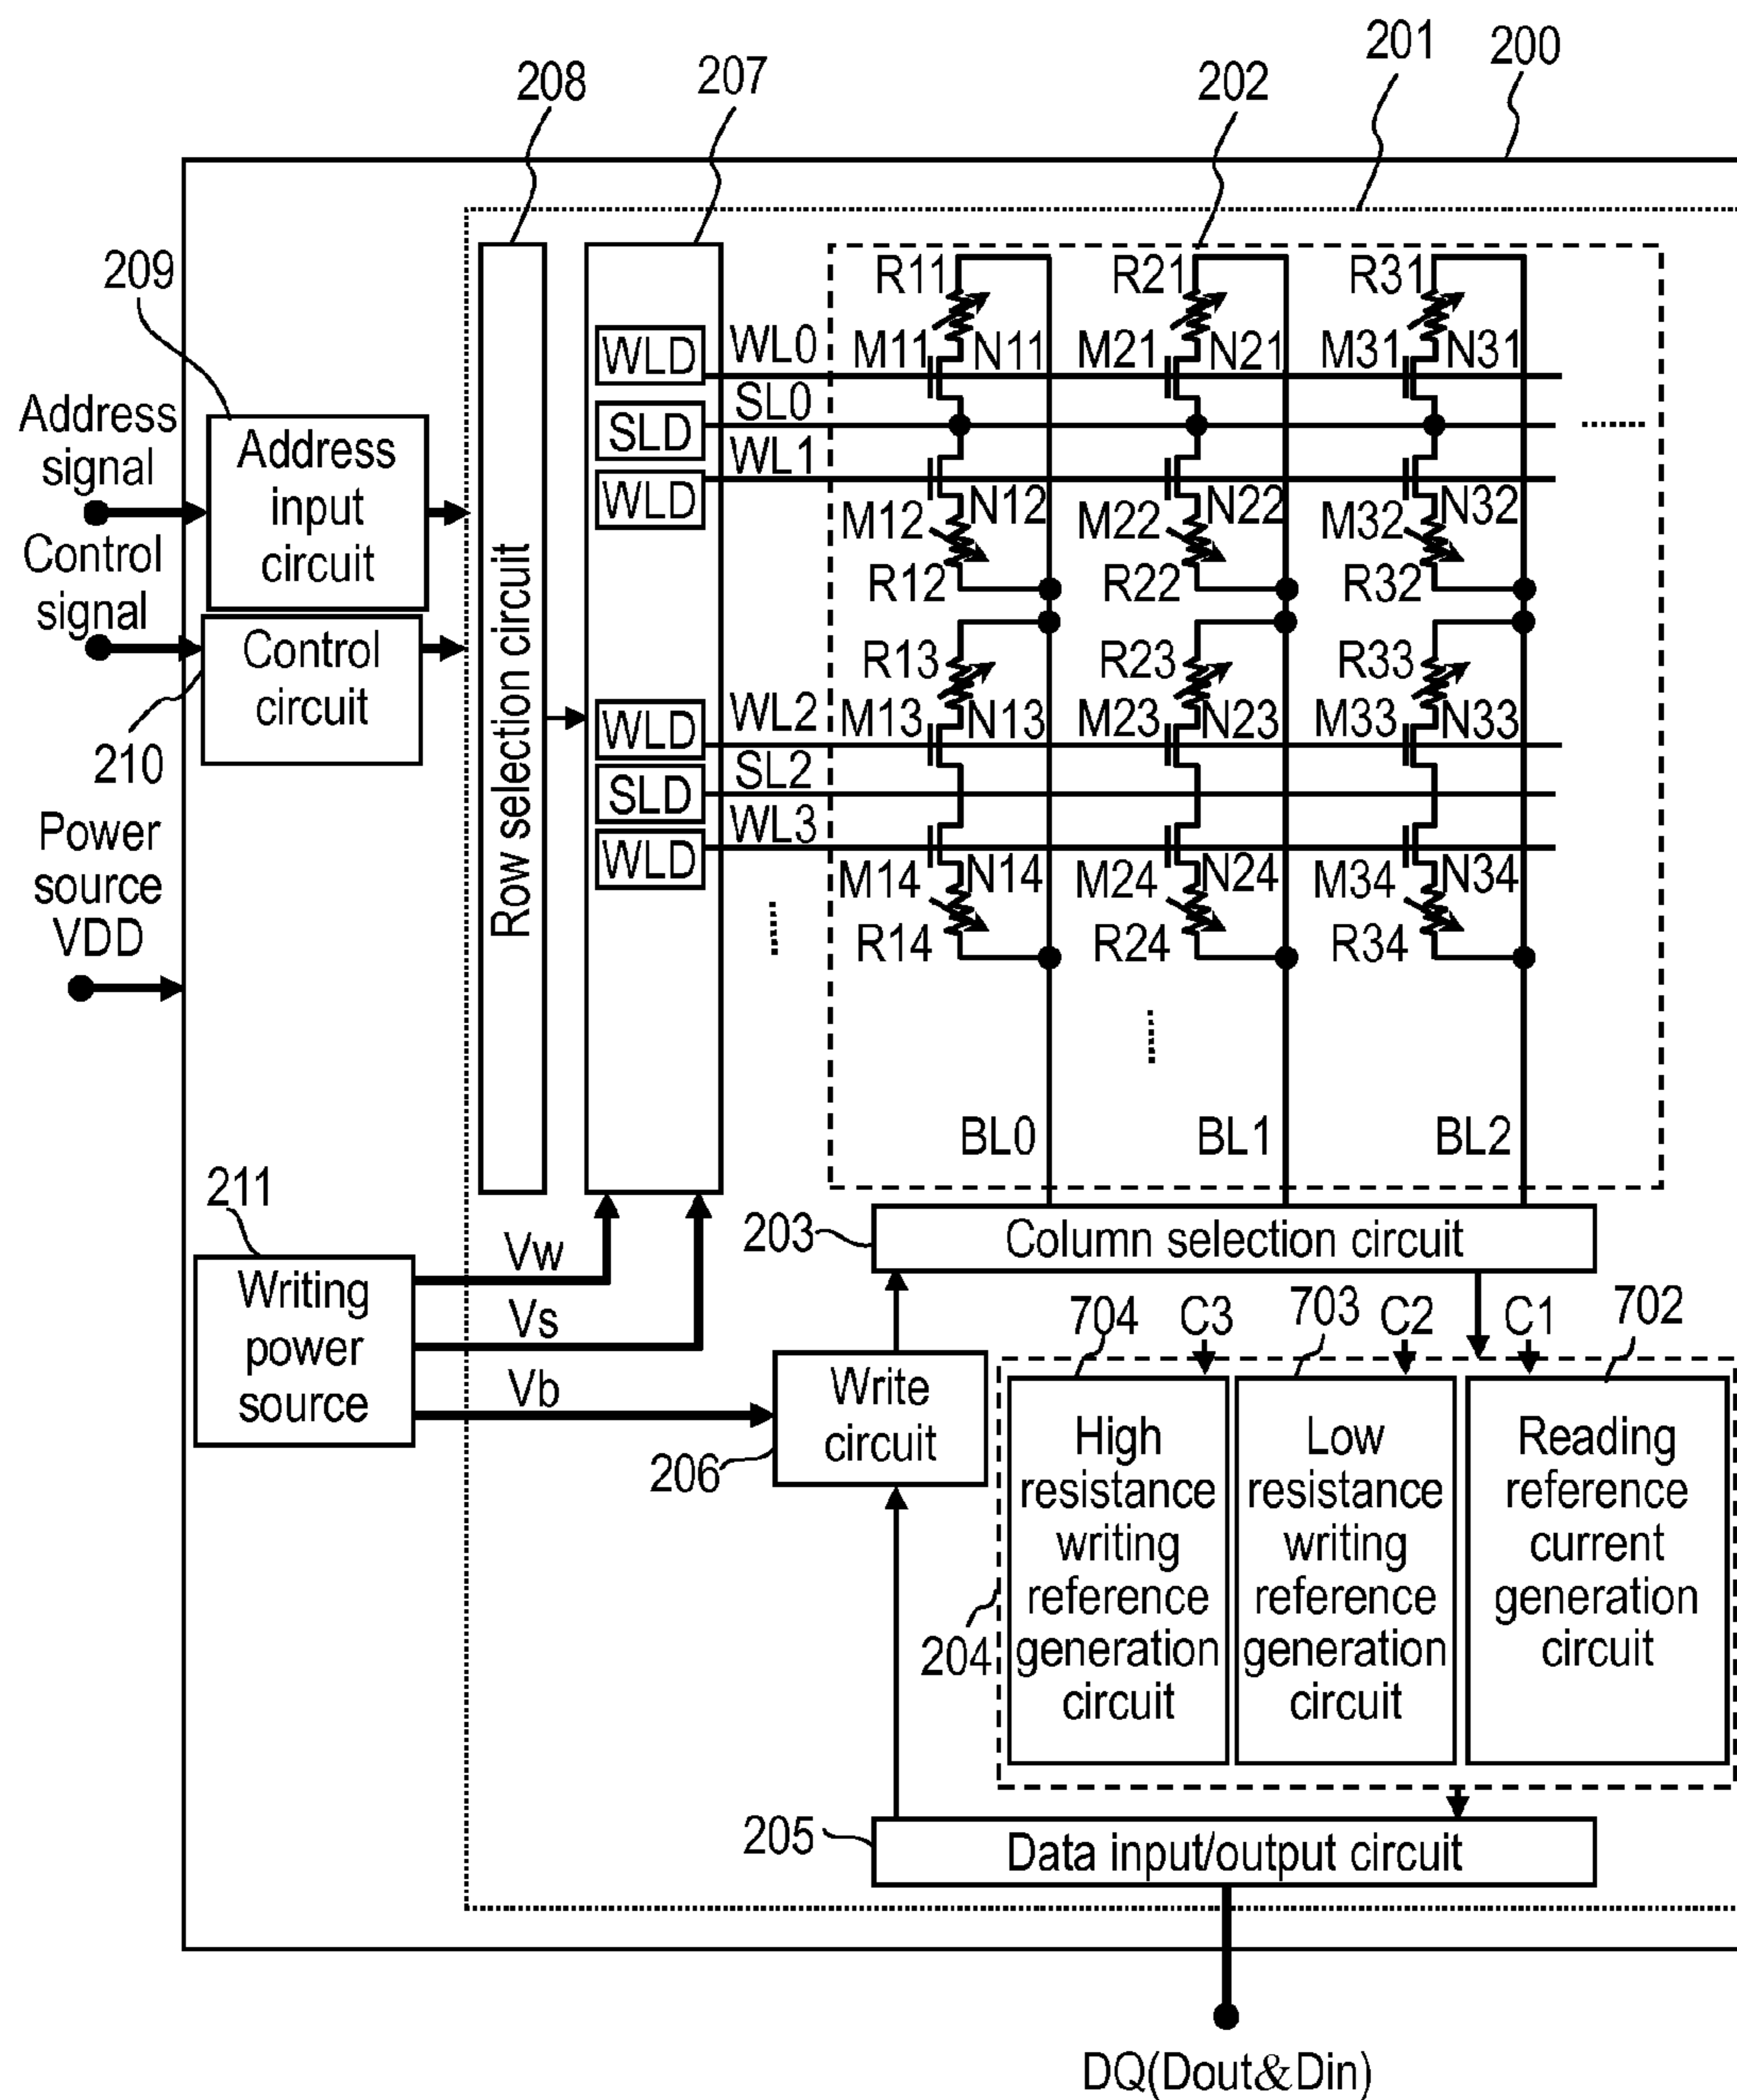 201
200
208
207
202
209
R11
R21
R31
WLD
WL0
M11
N11
M21
N21
M31
N31
SLD
SL0
Address
signal
Address
input
circuit
WL1
WLD
M12
N12
M22
N22
M32
N32
R12
R22
R32
Control
signal
Control
circuit
210
Row selection circuit
R13
R23
R33
WLD
WL2
M13
N13
M23
N23
M33
N33
SLD
SL2
WLD
WL3
M14
N14
M24
N24
M34
N34
R14
R24
R34
Power
source
VDD
BL0
BL1
BL2
211
Writing
power
source
Vw
Vs
Vb
203
Column selection circuit
704
C3
703
C2
C1
702
Write
circuit
206
High
resistance
writing
reference
generation
circuit
Low
resistance
writing
reference
generation
circuit
Reading
reference
current
generation
circuit
204
205
Data input/output circuit
DQ(Dout&Din)